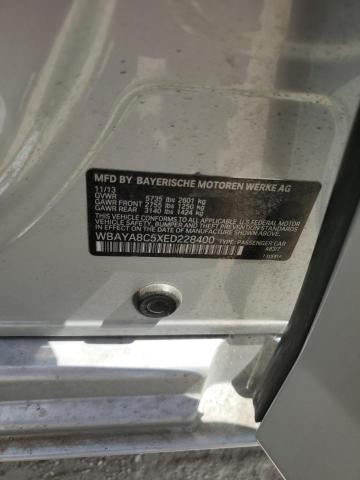 MFD BY BAYERISCHE MOTOREN WERKE AG
11/13
GVWR 5735 lbs 2601 kg
GAWR FRONT 2755 lbs 1250 kg
GAWR REAR 3140 lbs 1424 kg
THIS VEHICLE CONFORMS TO ALL APPLICABLE U.S FEDERAL MOTOR
VEHICLE SAFETY, BUMPER, AND THEFT PREVENTION STANDARDS
IN EFFECT ON THE DATE OF MANUFACTURE SHOWN ABOVE.
WBAYA8C5XED228400 TYPE: PASSENGER CAR